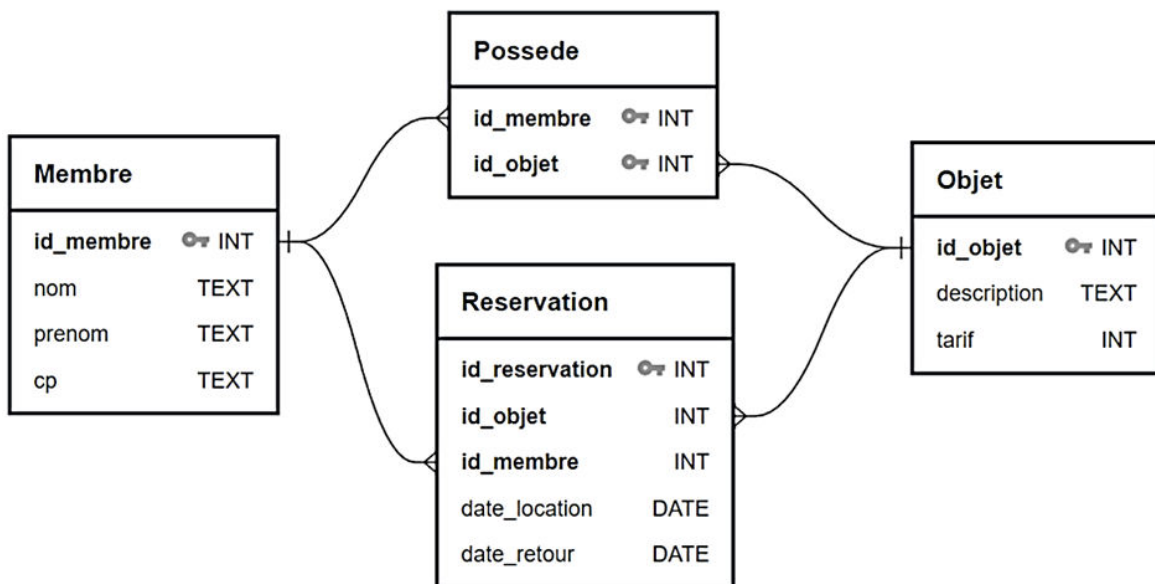 Possede
id_membre INT
id_objet INT
Membre
id_membre INT
nom TEXT
prenom TEXT
cp TEXT
Reservation
id_reservation INT
id_objet INT
id_membre INT
date_location DATE
date_retour DATE
Objet
id_objet INT
description TEXT
tarif INT